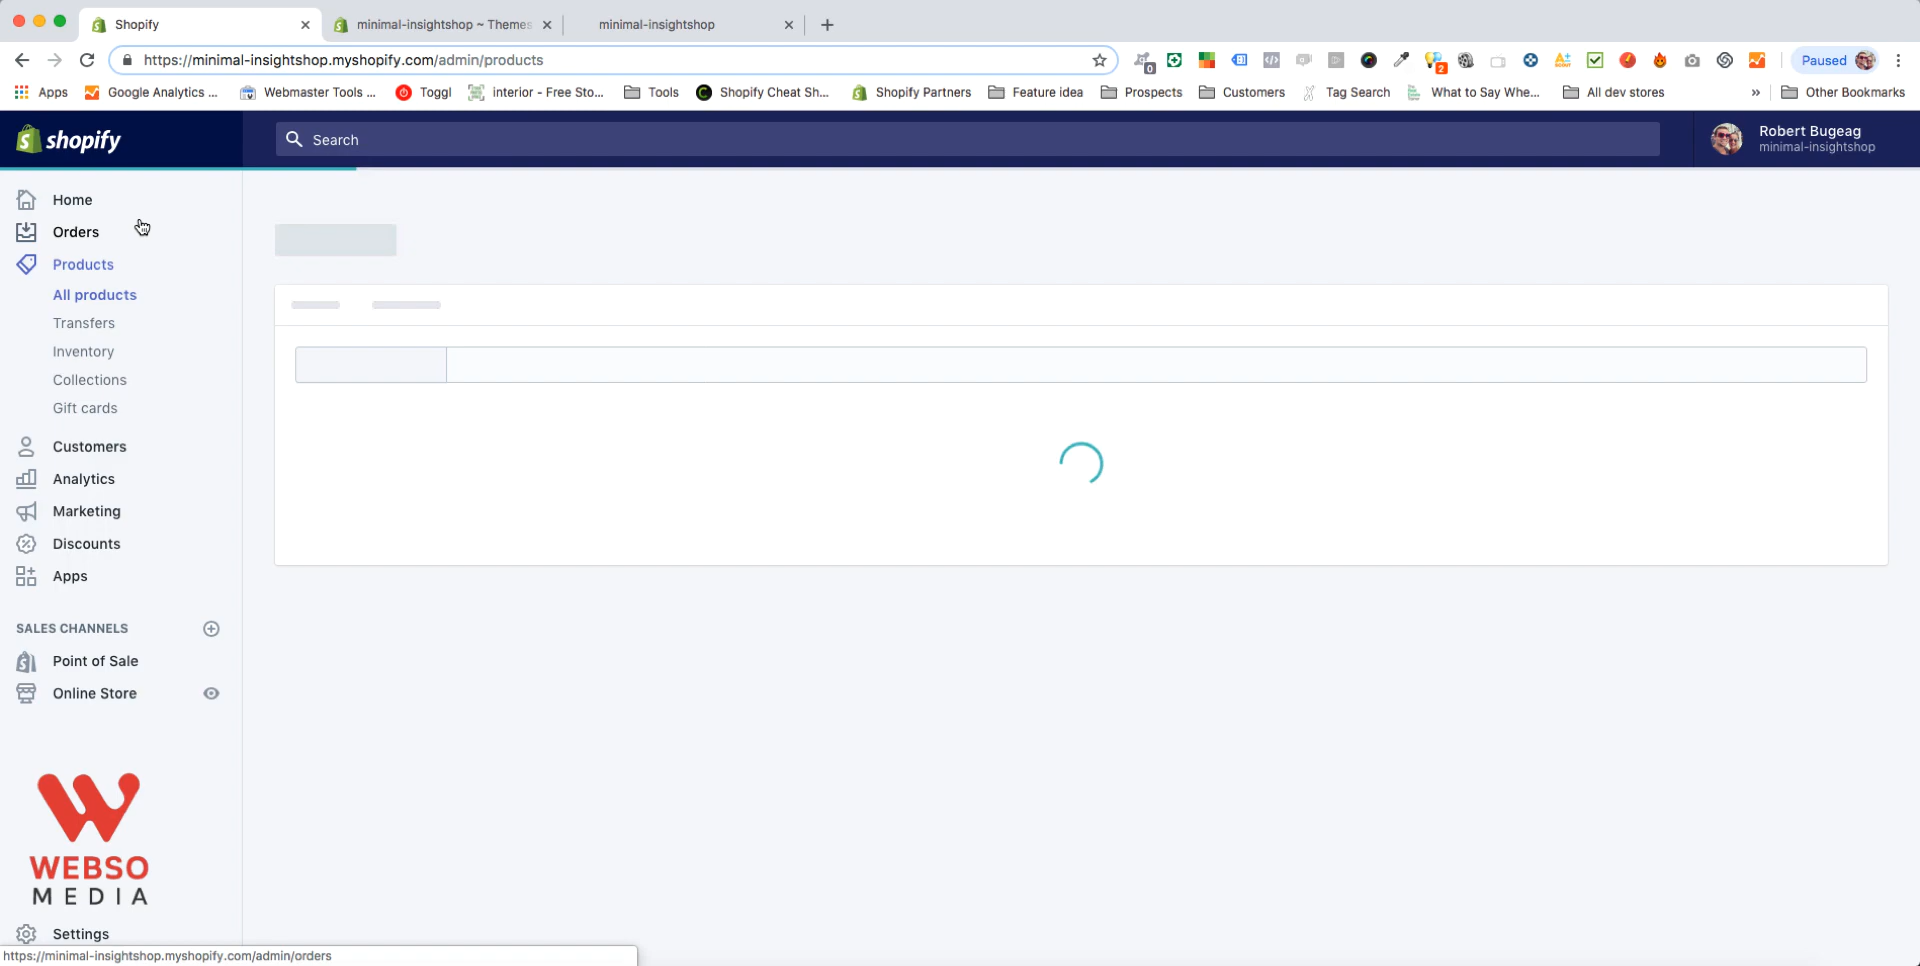 Shopify
minimal-insightshop ~ Themes
minimal-insightshop
https://minimal-insightshop.myshopify.com/admin/products
0
2
Paused
Apps
Google Analytics ...
Webmaster Tools ...
Toggl
interior - Free Sto...
Tools
Shopify Cheat Sh...
Shopify Partners
Feature idea
Prospects
Customers
Tag Search
What to Say Whe...
All dev stores
»
Other Bookmarks
shopify
Search
Robert Bugeag
minimal-insightshop
Home
Orders
Products
All products
Transfers
Inventory
Collections
Gift cards
Customers
Analytics
Marketing
Discounts
Apps
SALES CHANNELS
Point of Sale
Online Store
WEBSO
MEDIA
Settings
https://minimal-insightshop.myshopify.com/admin/orders